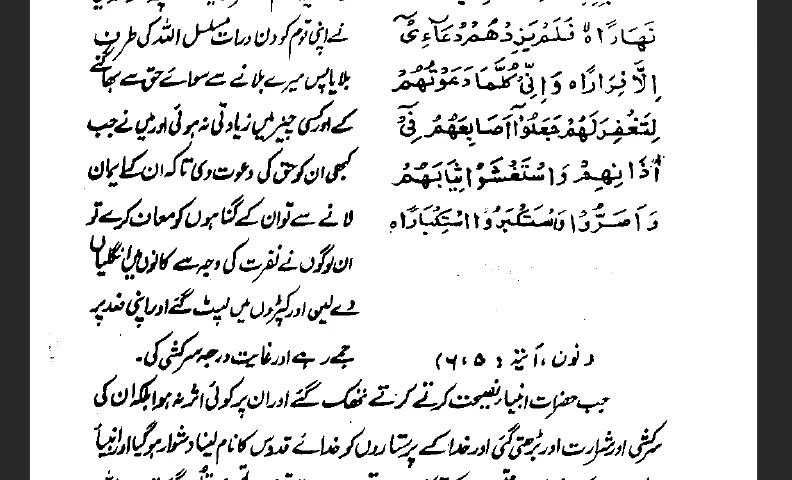 نَهَارًا ہ فَلَمْ يَزِدْهُمْ دُعَآءِیْٓ
اِلَّا فِرَارًا ہ وَاِنِّیْ کُلَّمَا دَعَوْتُهُمْ
لِتَغْفِرَ لَهُمْ جَعَلُوْٓا اَصَابِعَهُمْ فِیْٓ
اٰذَانِهِمْ وَاسْتَغْشَوْا ثِيَابَهُمْ
وَاَصَرُّوْا وَاسْتَکْبَرُوا اسْتِکْبَارًا ہ
نے اپنی قوم کو دن درات مسلسل اللہ کی طرف
بلایا پس میرے بلانے سے سوائے حق سے بھاگنے
کے اور کسی چیز میں زیادتی نہ ہوئی اور میں نے جب
کبھی ان کو حق کی دعوت دی تاکہ ان کے ایمان
لانے سے تو ان کے گناہوں کو معاف کرے تو
ان لوگوں نے نفرت کی وجہ سے کانوں میں انگلیاں
دے لیں اور کپڑوں میں لپٹ گئے اور اپنی ضد پر
جمے رہے اور غایت درجہ سرکشی کی۔
(نون، آیت : ۶،۵)
جب حضرات انبیاء نصیحت کرتے کرتے تھک گئے اور ان پر کوئی اثر نہ ہوا بلکہ ان کی
سرکشی اور شرارت اور بڑھتی گئی اور خدا کے پرستاروں کو خدائے قدوس کا نام لینا دشوار ہو گیا اور انبیاء